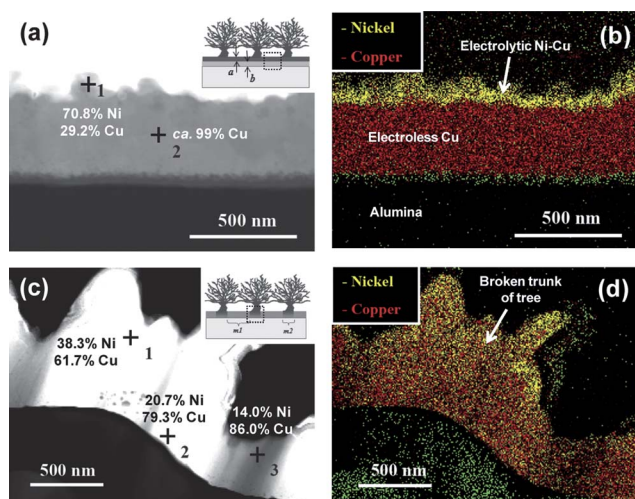 (a)
a
b
1
70.8% Ni
29.2% Cu
ca. 99% Cu
2
500 nm
- Nickel
- Copper
(b)
Electrolytic Ni-Cu
Electroless Cu
Alumina
500 nm
(c)
m1
m2
38.3% Ni
61.7% Cu
1
20.7% Ni
79.3% Cu
2
14.0% Ni
86.0% Cu
3
500 nm
- Nickel
- Copper
(d)
Broken trunk
of tree
500 nm